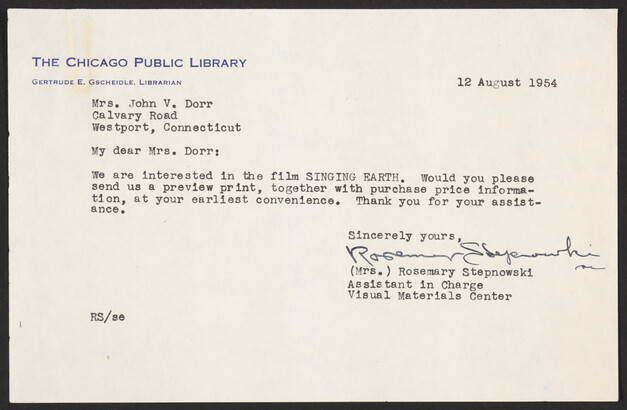 THE CHICAGO PUBLIC LIBRARY
GERTRUDE E. GSCHEIDLE, LIBRARIAN
12 August 1954
Mrs. John V. Dorr
Calvary Road
Westport, Connecticut
My dear Mrs. Dorr:
We are interested in the film SINGING EARTH. Would you please
send us a preview print, together with purchase price informa-
tion, at your earliest convenience. Thank you for your assist-
ance.
Sincerely yours,
Rosemary Stepnowski
(Mrs.) Rosemary Stepnowski
Assistant in Charge
Visual Materials Center
RS/se